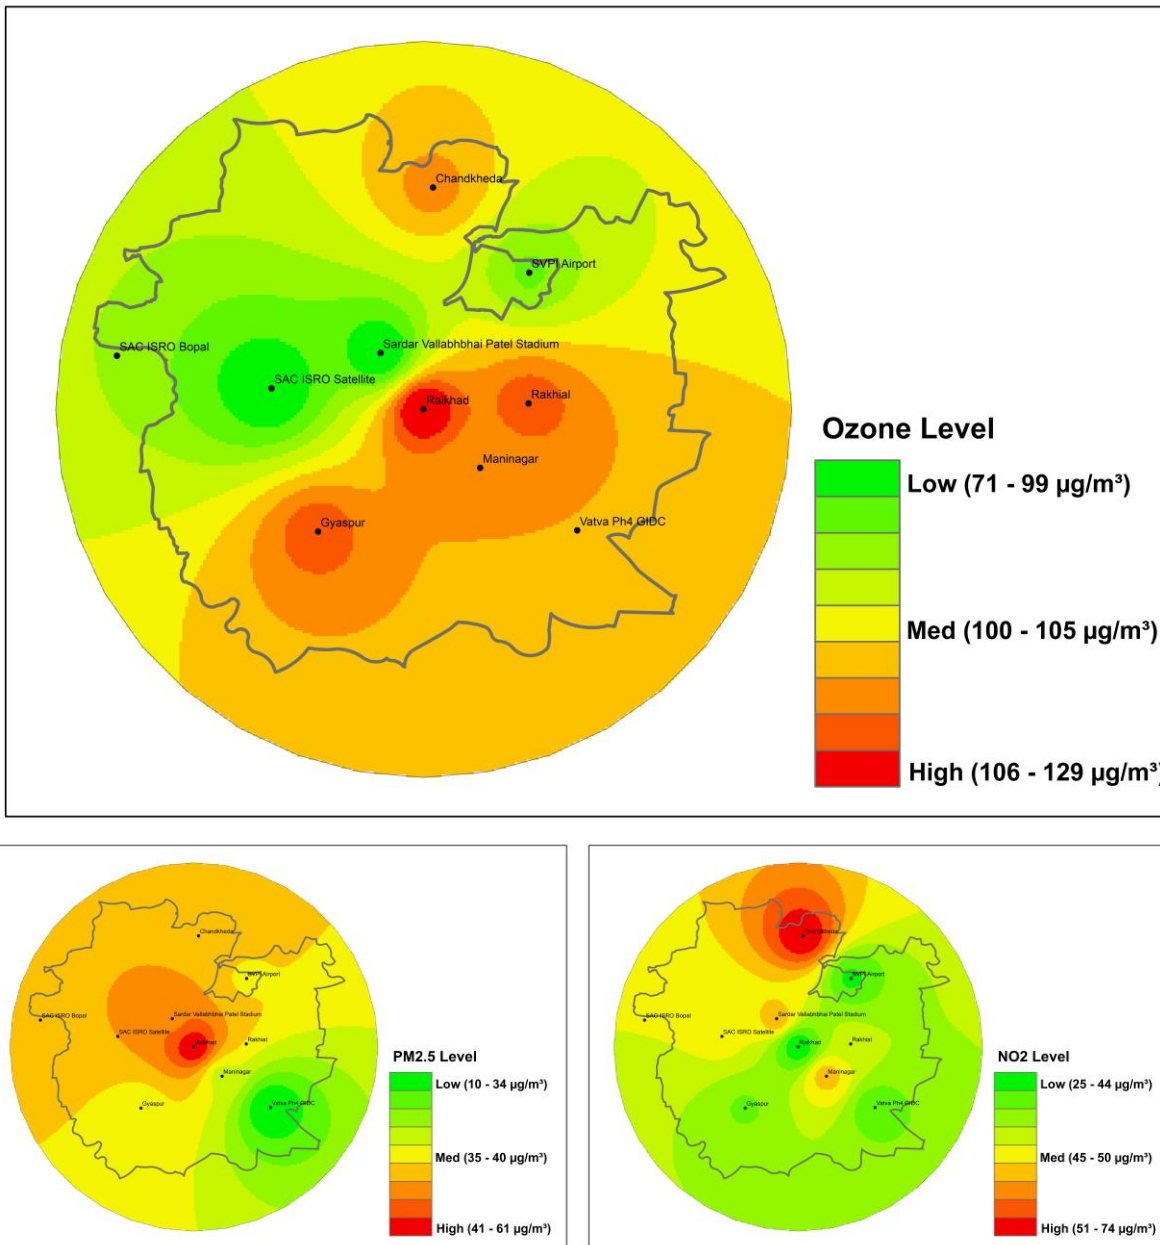 Chandkheda
SVPI Airport
SAC ISRO Bopal
Sardar Vallabhbhai Patel Stadium
SAC ISRO Satellite
Raikhad
Rakhial
Maninagar
Gyaspur
Vatva Ph4 GIDC
Ozone Level
Low (71 - 99 µg/m³)
Med (100 - 105 µg/m³)
High (106 - 129 µg/m³)
Chandkheda
SVPI Airport
SAC ISRO Bopal
Sardar Vallabhbhai Patel Stadium
SAC ISRO Satellite
Raikhad
Rakhial
Maninagar
Gyaspur
Vatva Ph4 GIDC
PM2.5 Level
Low (10 - 34 µg/m³)
Med (35 - 40 µg/m³)
High (41 - 61 µg/m³)
Chandkheda
SVPI Airport
SAC ISRO Bopal
Sardar Vallabhbhai Patel Stadium
SAC ISRO Satellite
Raikhad
Rakhial
Maninagar
Gyaspur
Vatva Ph4 GIDC
NO2 Level
Low (25 - 44 µg/m³)
Med (45 - 50 µg/m³)
High (51 - 74 µg/m³)